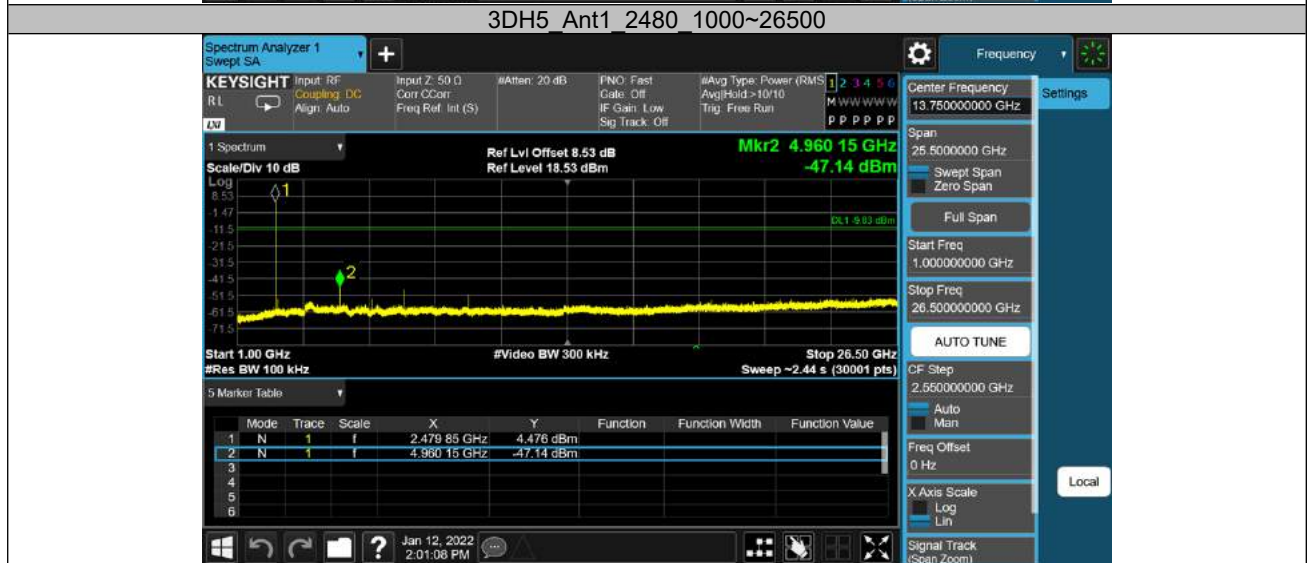 3DH5_Ant1_2480_1000~26500
Spectrum Analyzer 1
Swept SA
+
Frequency
KEYSIGHT
RL
LXI
Input: RF
Coupling: DC
Align: Auto
Input Z: 50 Ω
Corr CCorr
Freq Ref: Int (S)
#Atten: 20 dB
PNO: Fast
Gate: Off
IF Gain: Low
Sig Track: Off
#Avg Type: Power (RMS
Avg|Hold:>10/10
Trig: Free Run
1 2 3 4 5 6
M W W W W W
P P P P P P
Center Frequency
13.750000000 GHz
Settings
Span
25.5000000 GHz
Swept Span
Zero Span
Full Span
Start Freq
1.000000000 GHz
Stop Freq
26.500000000 GHz
AUTO TUNE
CF Step
2.550000000 GHz
Auto
Man
Freq Offset
0 Hz
X Axis Scale
Log
Lin
Signal Track
(Span Zoom)
Local
1 Spectrum
Scale/Div 10 dB
Ref Lvl Offset 8.53 dB
Ref Level 18.53 dBm
Mkr2 4.960 15 GHz
-47.14 dBm
Log
8.53
-1.47
-11.5
-21.5
-31.5
-41.5
-51.5
-61.5
-71.5
1
2
DL1 -9.83 dBm
Start 1.00 GHz
#Res BW 100 kHz
#Video BW 300 kHz
Stop 26.50 GHz
Sweep ~2.44 s (30001 pts)
5 Marker Table
Mode Trace Scale X Y Function Function Width Function Value
1 N 1 f 2.479 85 GHz 4.476 dBm
2 N 1 f 4.960 15 GHz -47.14 dBm
3
4
5
6
?
Jan 12, 2022
2:01:08 PM